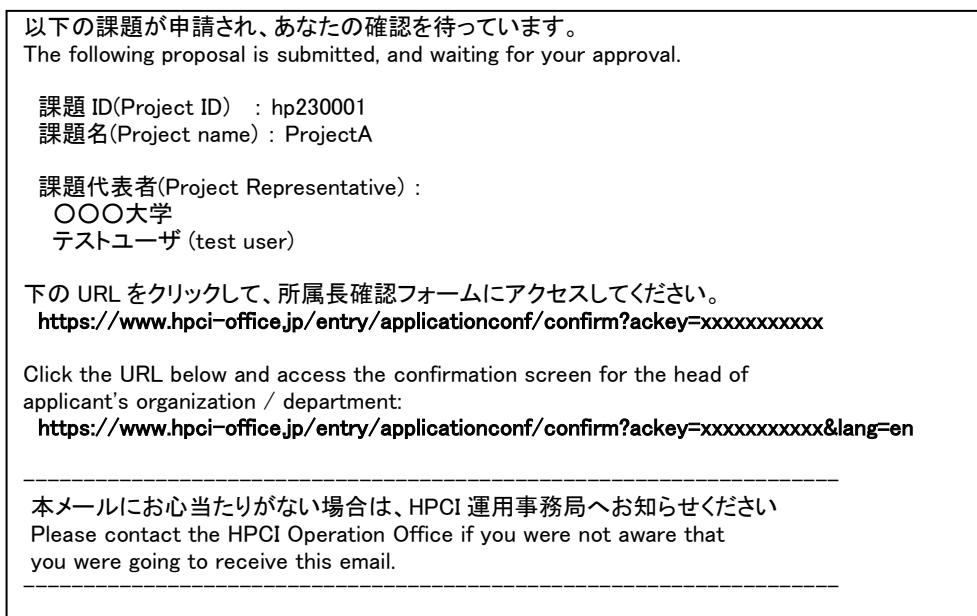 以下の課題が申請され、あなたの確認を待っています。
The following proposal is submitted, and waiting for your approval.
課題 ID(Project ID) : hp230001
課題名(Project name) : ProjectA
課題代表者(Project Representative) :
〇〇〇大学
テストユーザ (test user)
下の URL をクリックして、所属長確認フォームにアクセスしてください。
https://www.hpci-office.jp/entry/applicationconf/confirm?ackey=xxxxxxxxxxx
Click the URL below and access the confirmation screen for the head of
applicant's organization / department:
https://www.hpci-office.jp/entry/applicationconf/confirm?ackey=xxxxxxxxxxx&lang=en
--------------------------------------------------------------------
本メールにお心当たりがない場合は、HPCI 運用事務局へお知らせください
Please contact the HPCI Operation Office if you were not aware that
you were going to receive this email.
--------------------------------------------------------------------